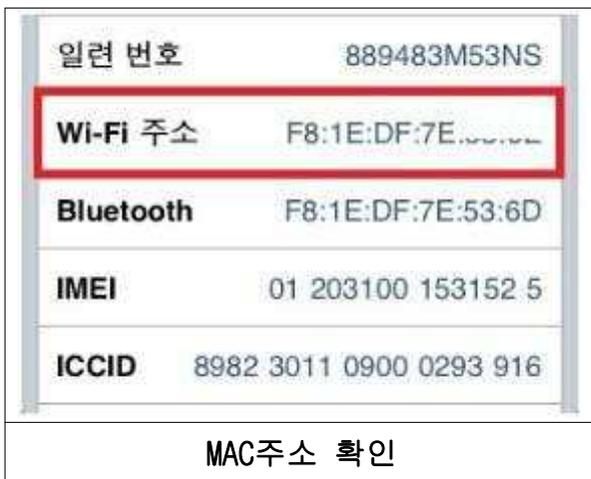 일련 번호 889483M53NS
Wi-Fi 주소 F8:1E:DF:7E
Bluetooth F8:1E:DF:7E:53:6D
IMEI 01 203100 153152 5
ICCID 8982 3011 0900 0293 916
MAC주소 확인